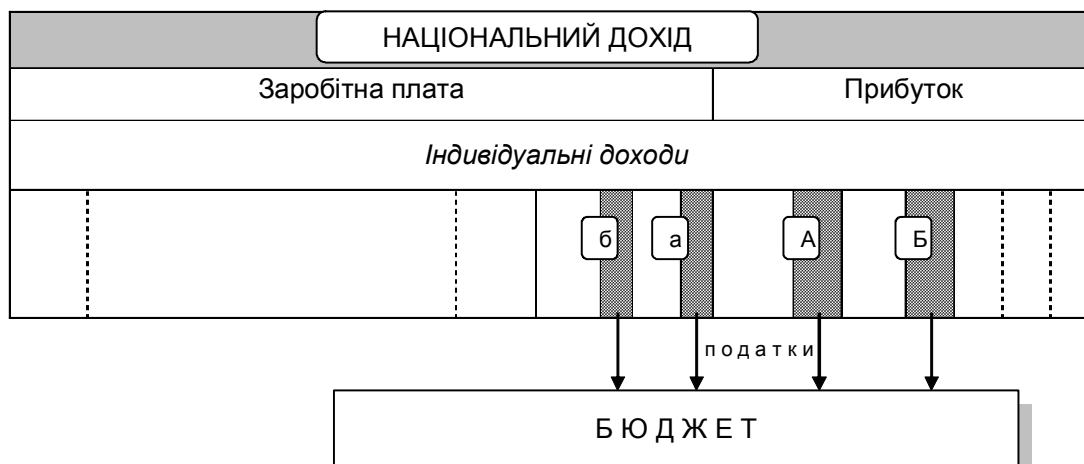 НАЦІОНАЛЬНИЙ ДОХІД
Заробітна плата Прибуток
Індивідуальні доходи
б а А Б
податки
БЮДЖЕТ